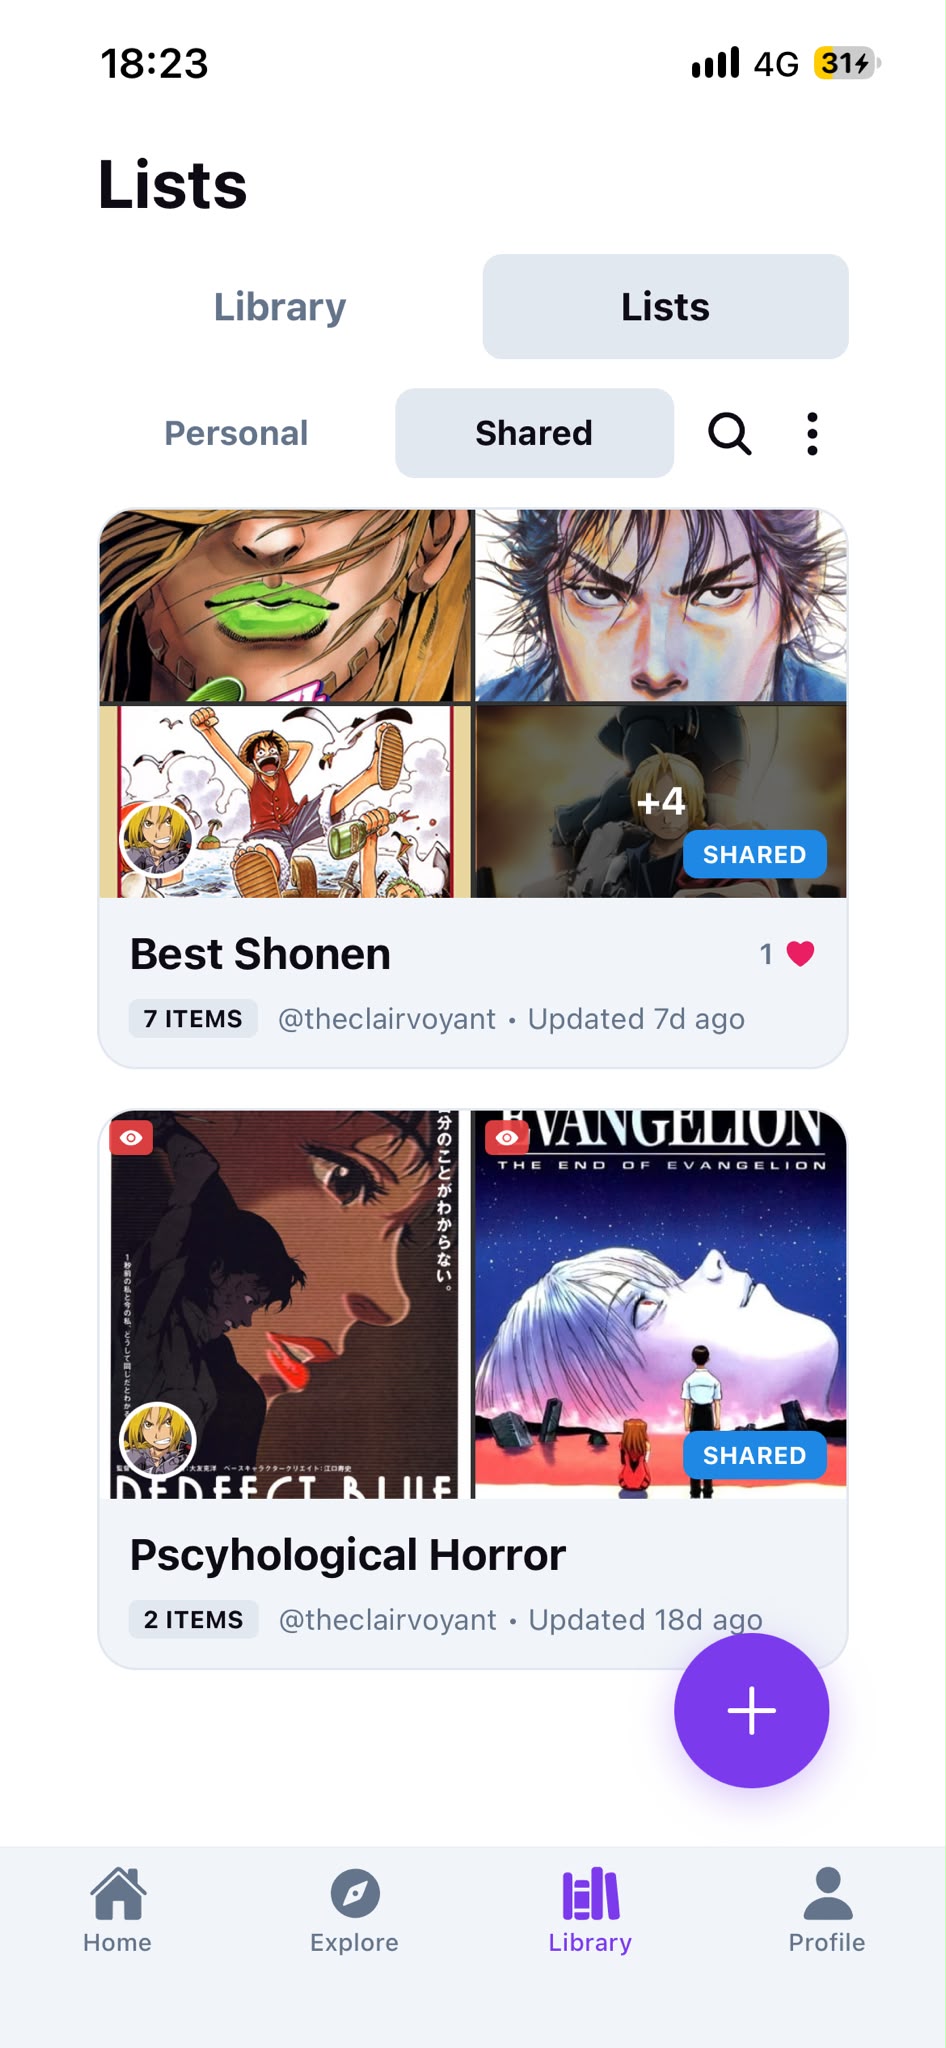 18:23
4G
31
Lists
Library
Lists
Personal
Shared
+4
SHARED
Best Shonen
1
7 ITEMS
@theclairvoyant • Updated 7d ago
分のことがわからない。
EVANGELION
THE END OF EVANGELION
PERFECT BLUE
SHARED
Pscyhological Horror
2 ITEMS
@theclairvoyant • Updated 18d ago
Home
Explore
Library
Profile